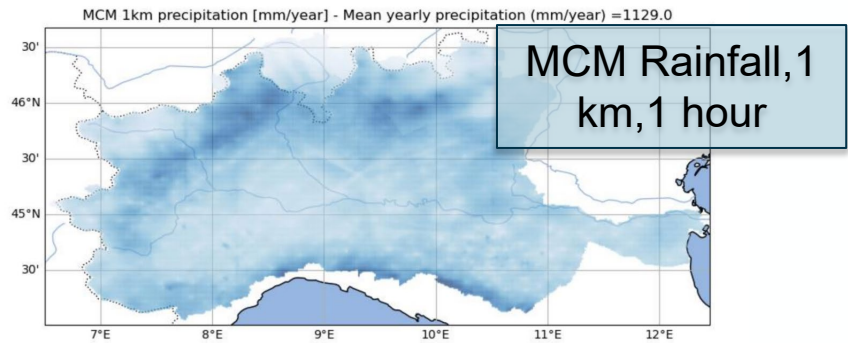 MCM 1km precipitation [mm/year] - Mean yearly precipitation (mm/year) =1129.0
MCM Rainfall,1
km,1 hour
30'
46°N
30'
45°N
30'
7°E 8°E 9°E 10°E 11°E 12°E